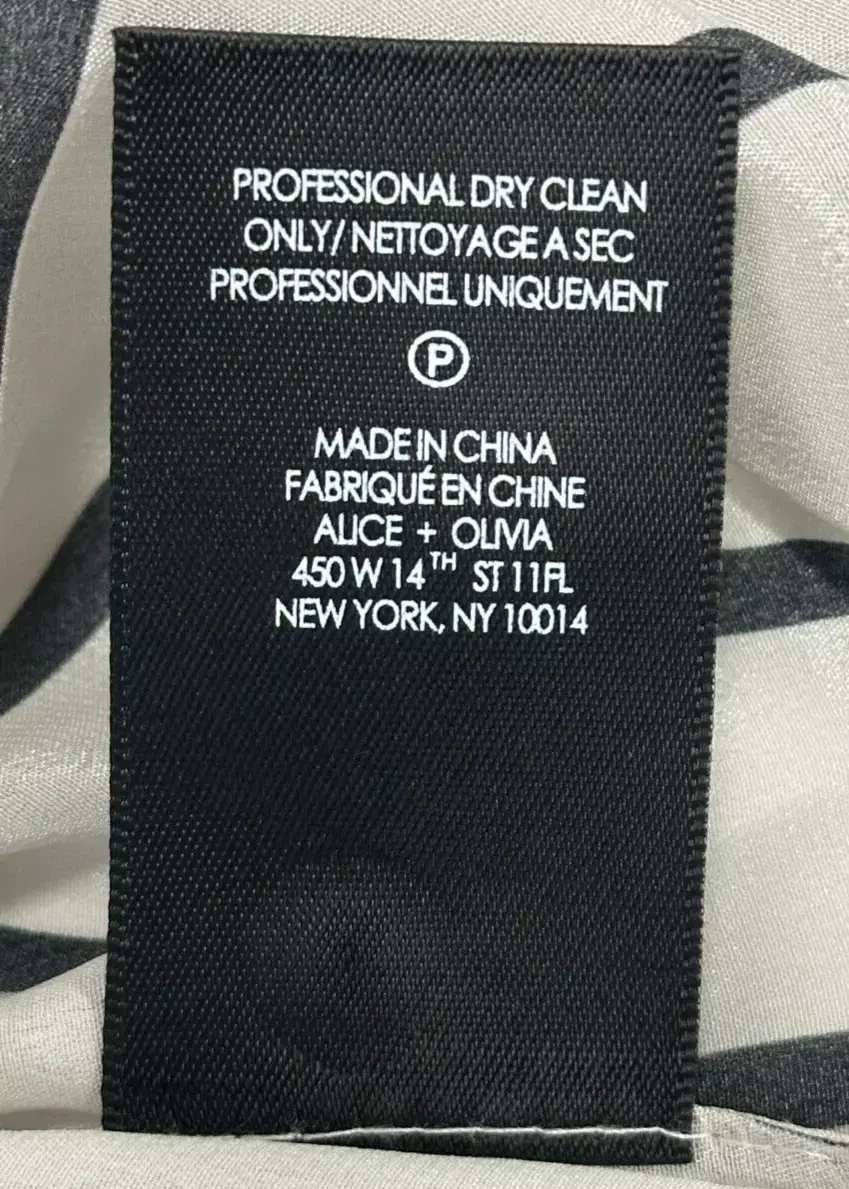 PROFESSIONAL DRY CLEAN
ONLY/ NETTOYAGE A SEC
PROFESSIONNEL UNIQUEMENT
P
MADE IN CHINA
FABRIQUÉ EN CHINE
ALICE + OLIVIA
450 W 14TH ST 11FL
NEW YORK, NY 10014